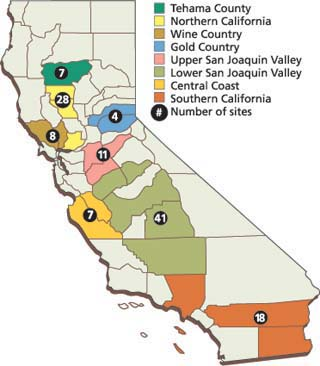 Tehama County
Northern California
Wine Country
Gold Country
Upper San Joaquin Valley
Lower San Joaquin Valley
Central Coast
Southern California
# Number of sites
7
28
4
8
11
7
41
18